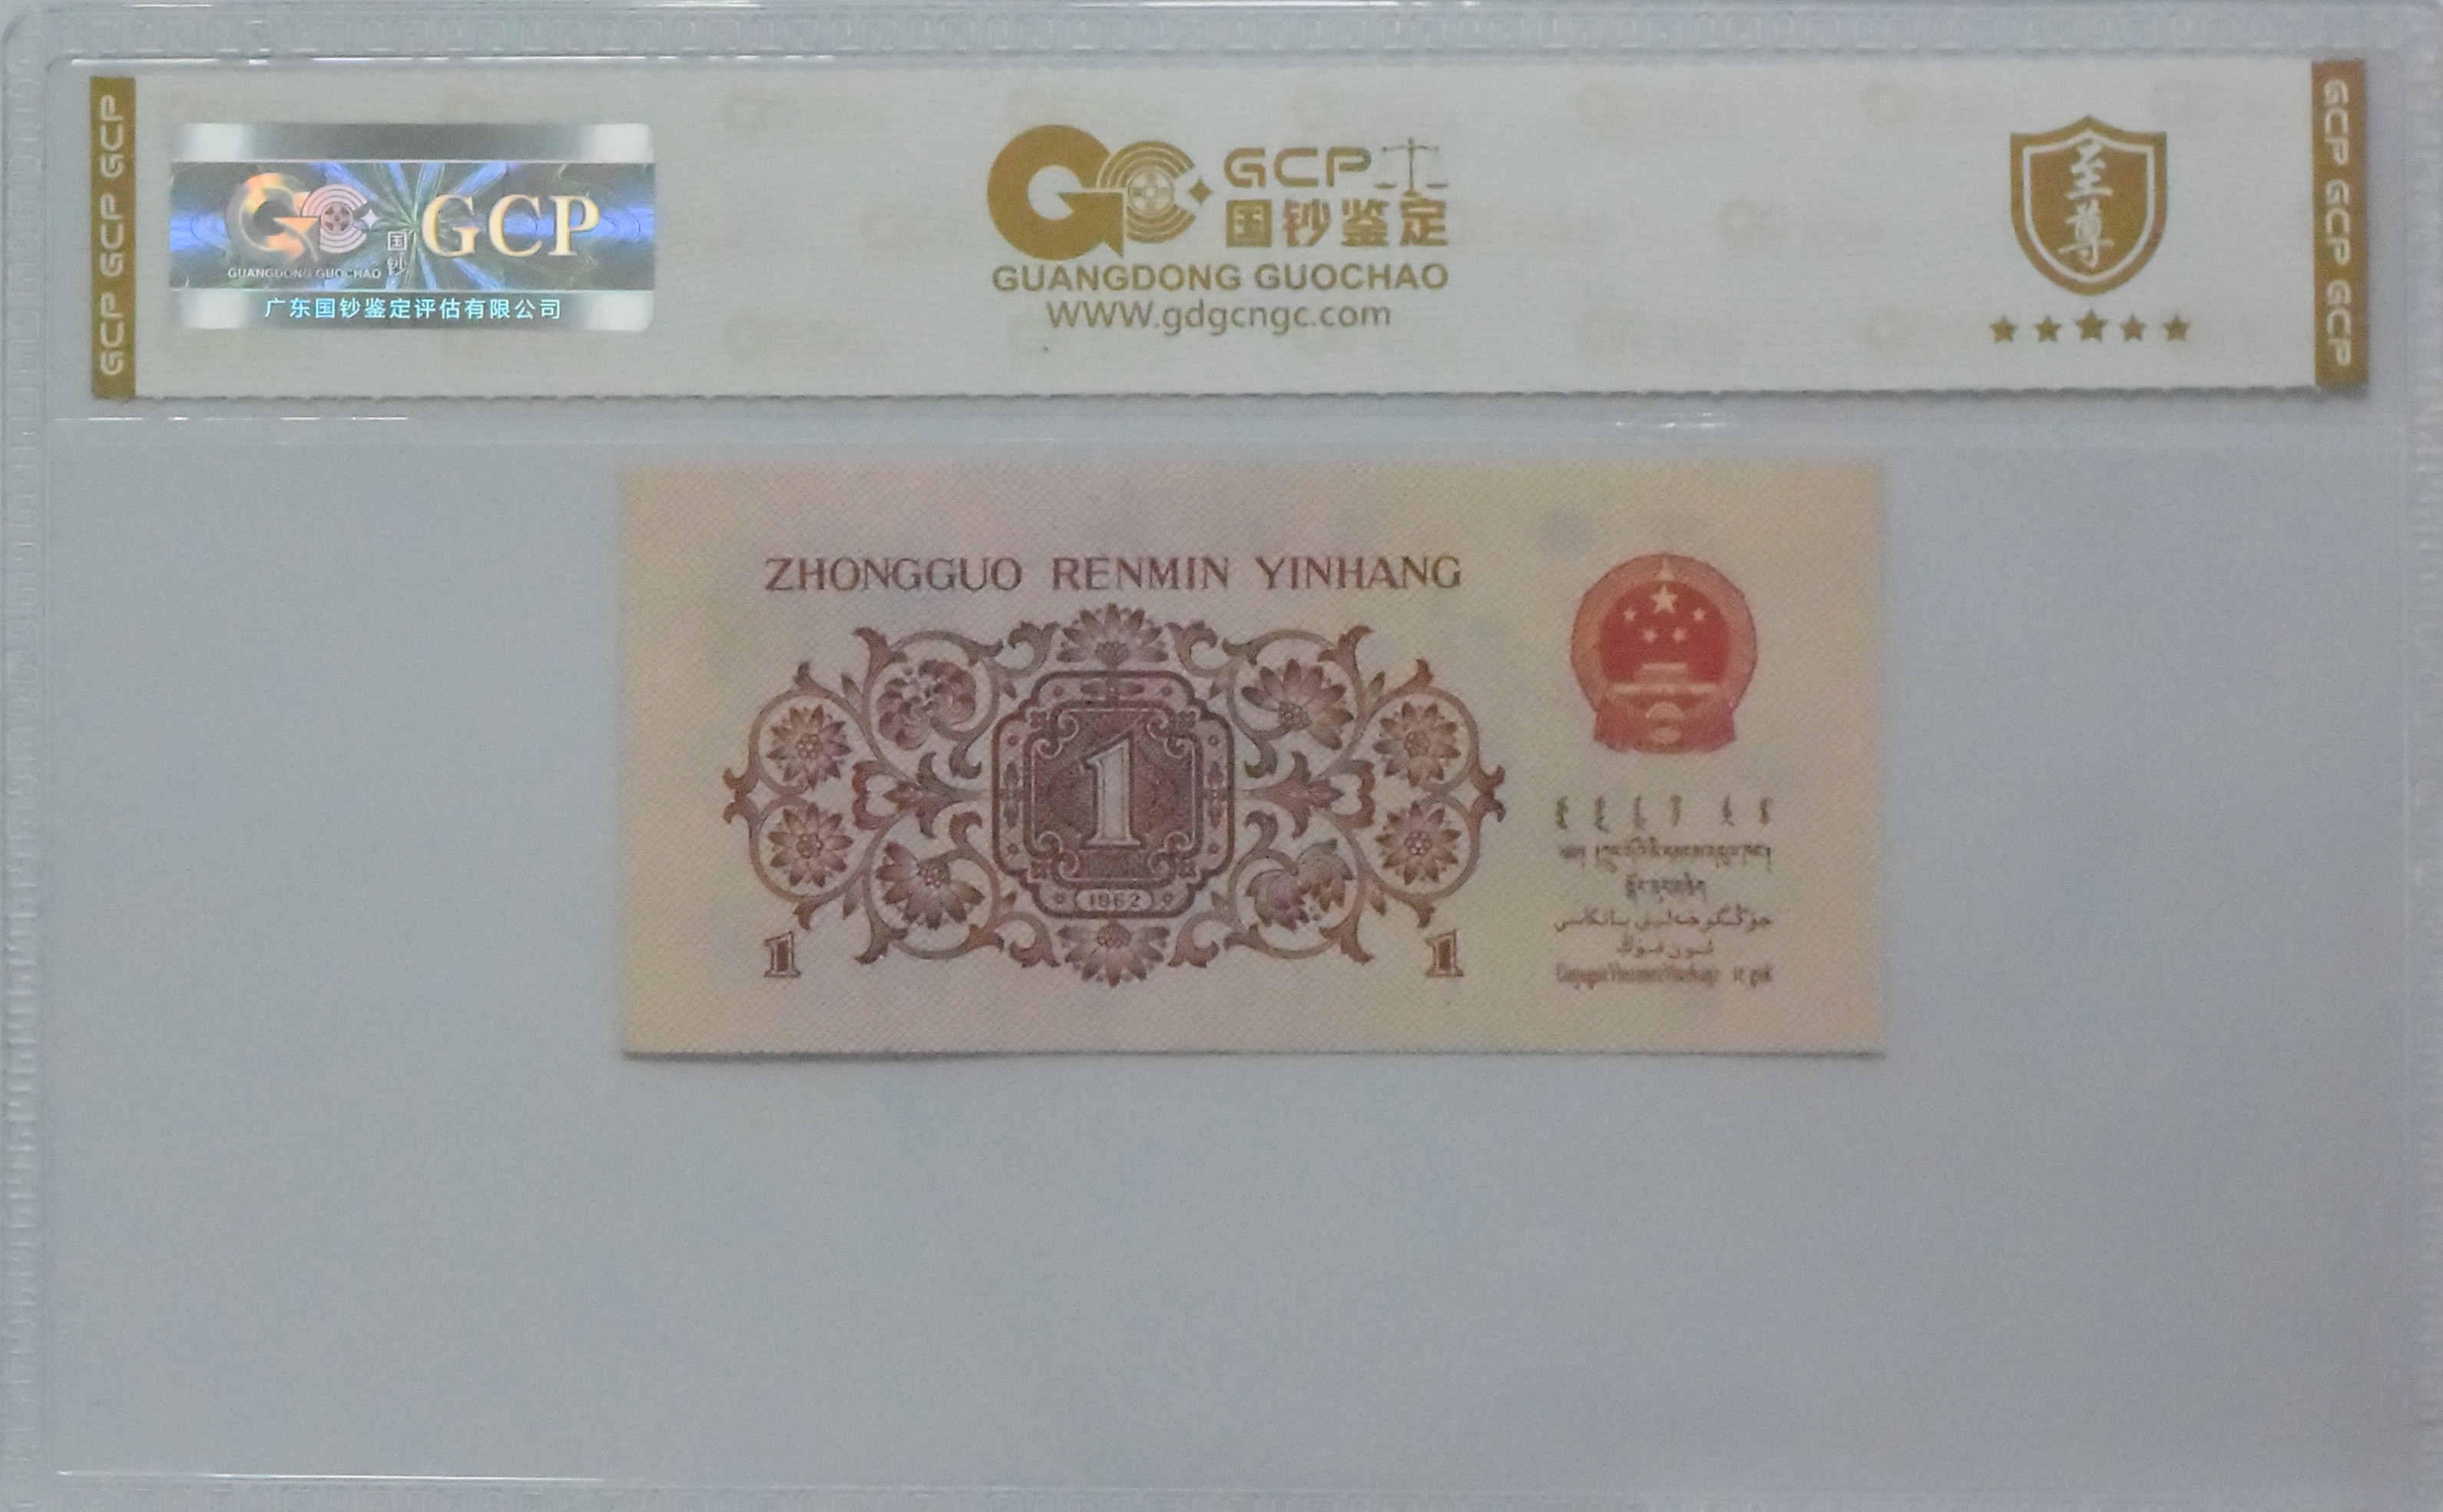 GCP GCP GCP
GUANGDONG GUOCHAO
国钞
GCP
广东国钞鉴定评估有限公司
GCP
国钞鉴定
GUANGDONG GUOCHAO
WWW.gdgcngc.com
至尊
GCP GCP GCP
ZHONGGUO RENMIN YINHANG
1
1962
1
1